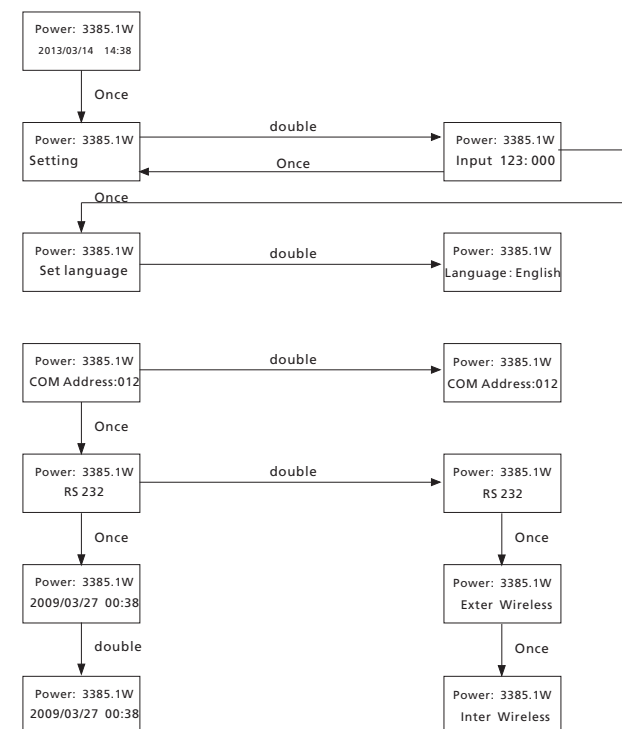 Power: 3385.1W
2013/03/14 14:38
Once
Power: 3385.1W
Setting
double
Once
Power: 3385.1W
Input 123: 000
Once
Power: 3385.1W
Set language
double
Power: 3385.1W
Language: English
Power: 3385.1W
COM Address:012
double
Power: 3385.1W
COM Address:012
Once
Power: 3385.1W
RS 232
double
Power: 3385.1W
RS 232
Once
Once
Power: 3385.1W
2009/03/27 00:38
Power: 3385.1W
Exter Wireless
double
Once
Power: 3385.1W
2009/03/27 00:38
Power: 3385.1W
Inter Wireless